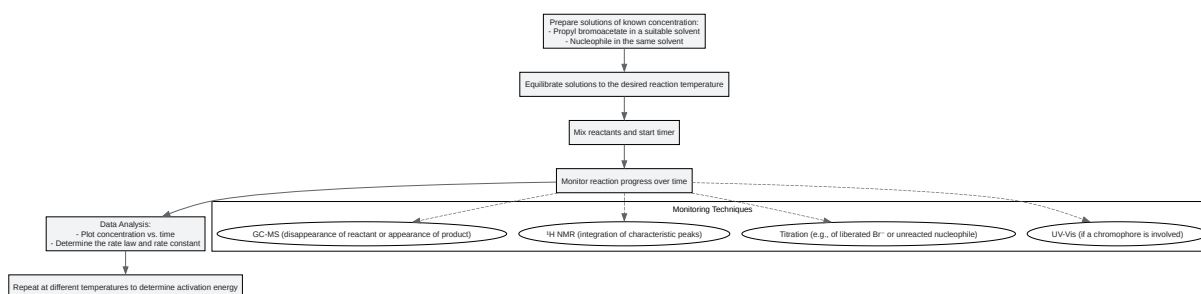 Prepare solutions of known concentration:
- Propyl bromoacetate in a suitable solvent
- Nucleophile in the same solvent
Equilibrate solutions to the desired reaction temperature
Mix reactants and start timer
Monitor reaction progress over time
Monitoring Techniques
Data Analysis:
- Plot concentration vs. time
- Determine the rate law and rate constant
GC-MS (disappearance of reactant or appearance of product)
¹H NMR (integration of characteristic peaks)
Titration (e.g., of liberated Br⁻ or unreacted nucleophile)
UV-Vis (if a chromophore is involved)
Repeat at different temperatures to determine activation energy